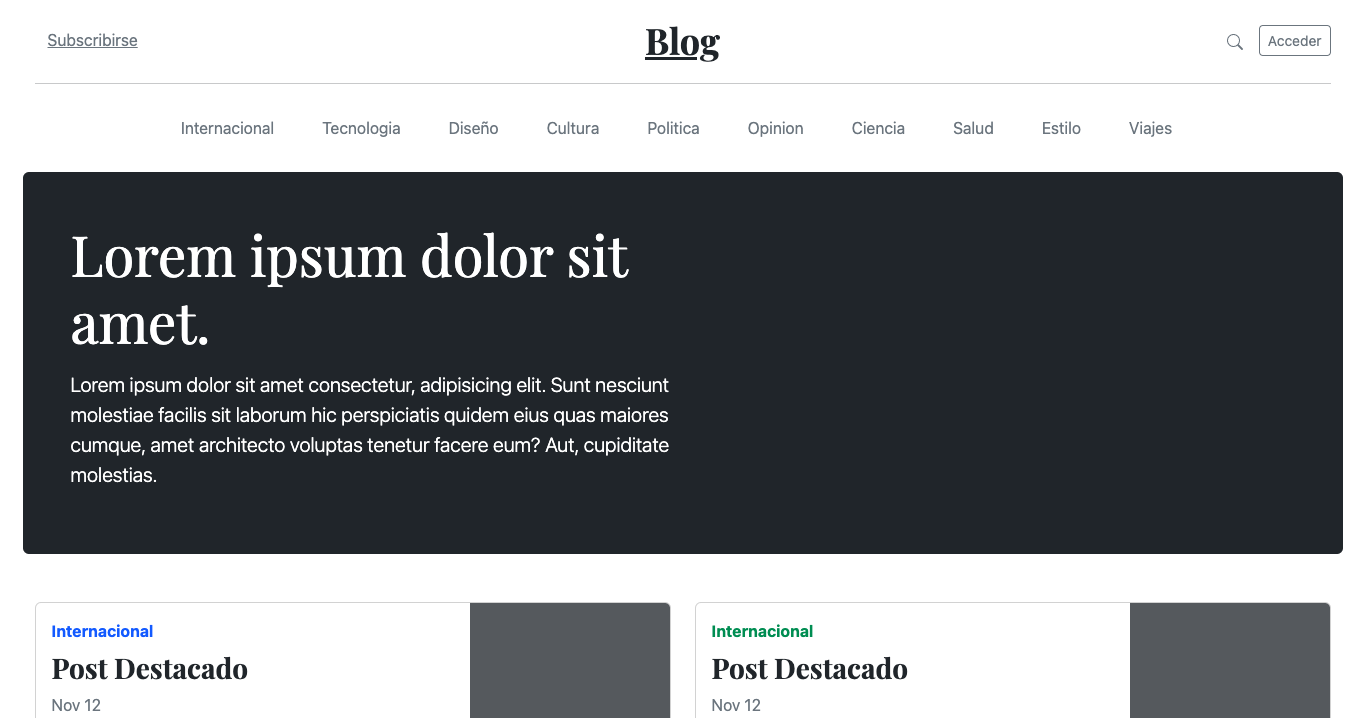 Subscribirse
Blog
Acceder
Internacional Tecnologia Diseño Cultura Politica Opinion Ciencia Salud Estilo Viajes
Lorem ipsum dolor sit
amet.
Lorem ipsum dolor sit amet consectetur, adipisicing elit. Sunt nesciunt
molestiae facilis sit laborum hic perspiciatis quidem eius quas maiores
cumque, amet architecto voluptas tenetur facere eum? Aut, cupiditate
molestias.
Internacional
Post Destacado
Nov 12
Internacional
Post Destacado
Nov 12